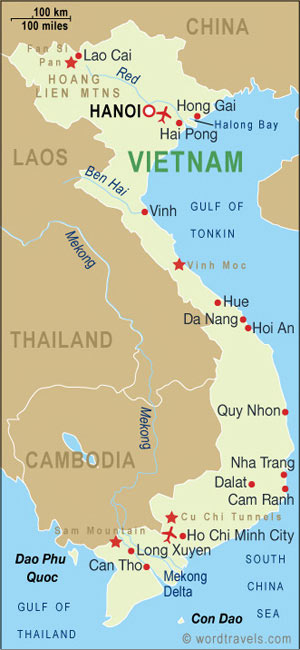 100 km
100 miles
CHINA
Fan Si
Pan
Lao Cai
HOANG
LIEN MTNS
Red
HANOI
Hong Gai
Hai Pong
Halong Bay
LAOS
VIETNAM
Ben Hai
Vinh
GULF OF
TONKIN
Mekong
Vinh Moc
THAILAND
Hue
Da Nang
Hoi An
Mekong
Quy Nhon
CAMBODIA
Nha Trang
Dalat
Cam Ranh
Cu Chi Tunnels
Sam Mountain
Ho Chi Minh City
Dao Phu
Quoc
Long Xuyen
Can Tho
Mekong
Delta
SOUTH
CHINA
SEA
GULF OF
THAILAND
Con Dao
© wordtravels.com